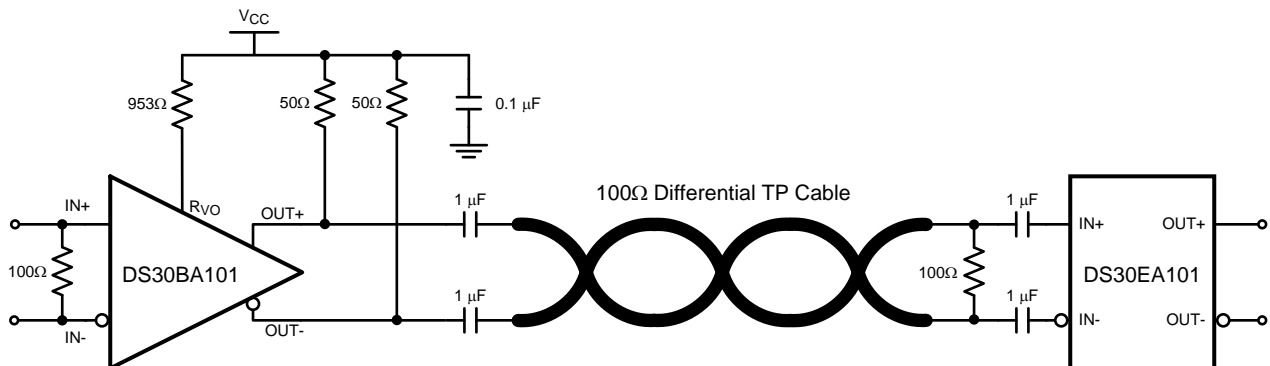 VCC
953Ω
50Ω
50Ω
0.1 μF
RVO
IN+
100Ω
IN-
DS30BA101
OUT+
OUT-
1 μF
1 μF
100Ω Differential TP Cable
100Ω
1 μF
1 μF
IN+
IN-
DS30EA101
OUT+
OUT-